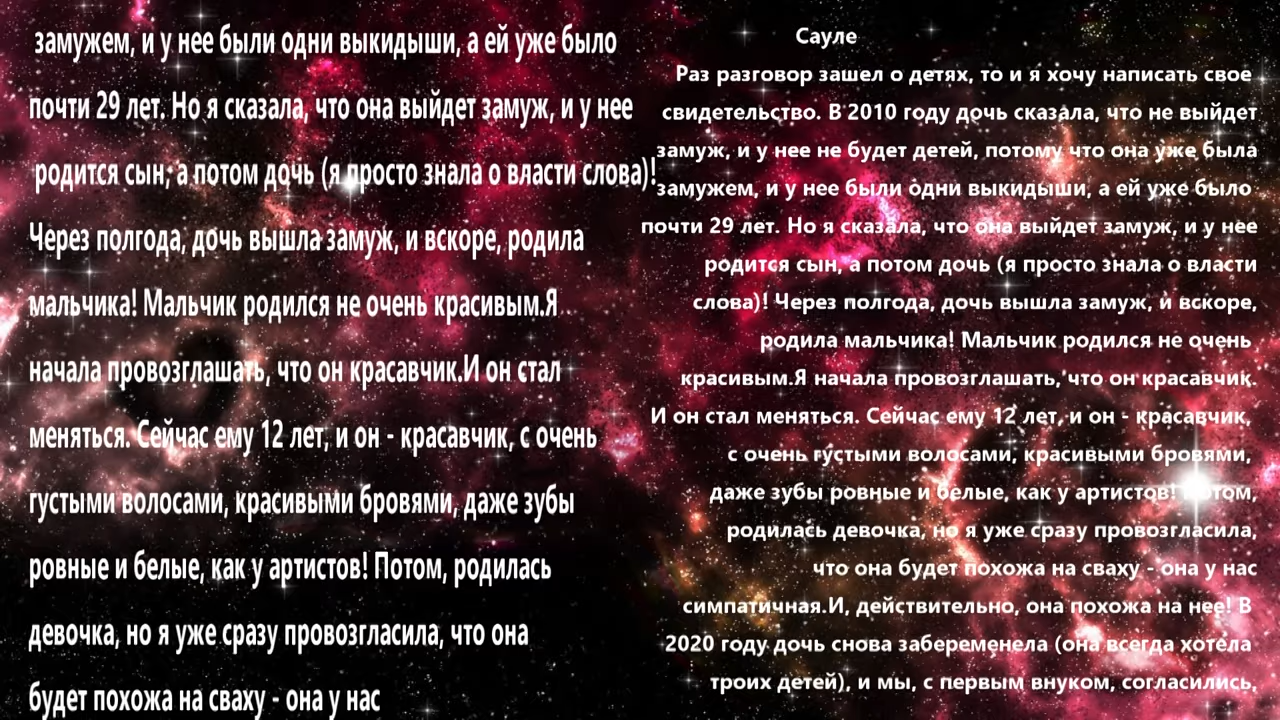 замужем, и у нее были одни выкидыши, а ей уже было
почти 29 лет. Но я сказала, что она выйдет замуж, и у нее
родится сын, а потом дочь (я просто знала о власти слова)!
Через полгода, дочь вышла замуж, и вскоре, родила
мальчика! Мальчик родился не очень красивым.Я
начала провозглашать, что он красавчик.И он стал
меняться. Сейчас ему 12 лет, и он - красавчик, с очень
густыми волосами, красивыми бровями, даже зубы
ровные и белые, как у артистов! Потом, родилась
девочка, но я уже сразу провозгласила, что она
будет похожа на сваху - она у нас
Сауле
Раз разговор зашел о детях, то и я хочу написать свое
свидетельство. В 2010 году дочь сказала, что не выйдет
замуж, и у нее не будет детей, потому что она уже была
замужем, и у нее были одни выкидыши, а ей уже было
почти 29 лет. Но я сказала, что она выйдет замуж, и у нее
родится сын, а потом дочь (я просто знала о власти
слова)! Через полгода, дочь вышла замуж, и вскоре,
родила мальчика! Мальчик родился не очень
красивым.Я начала провозглашать, что он красавчик.
И он стал меняться. Сейчас ему 12 лет, и он - красавчик,
с очень густыми волосами, красивыми бровями,
даже зубы ровные и белые, как у артистов! Потом,
родилась девочка, но я уже сразу провозгласила,
что она будет похожа на сваху - она у нас
симпатичная.И, действительно, она похожа на нее! В
2020 году дочь снова забеременела (она всегда хотела
троих детей), и мы, с первым внуком, согласились,